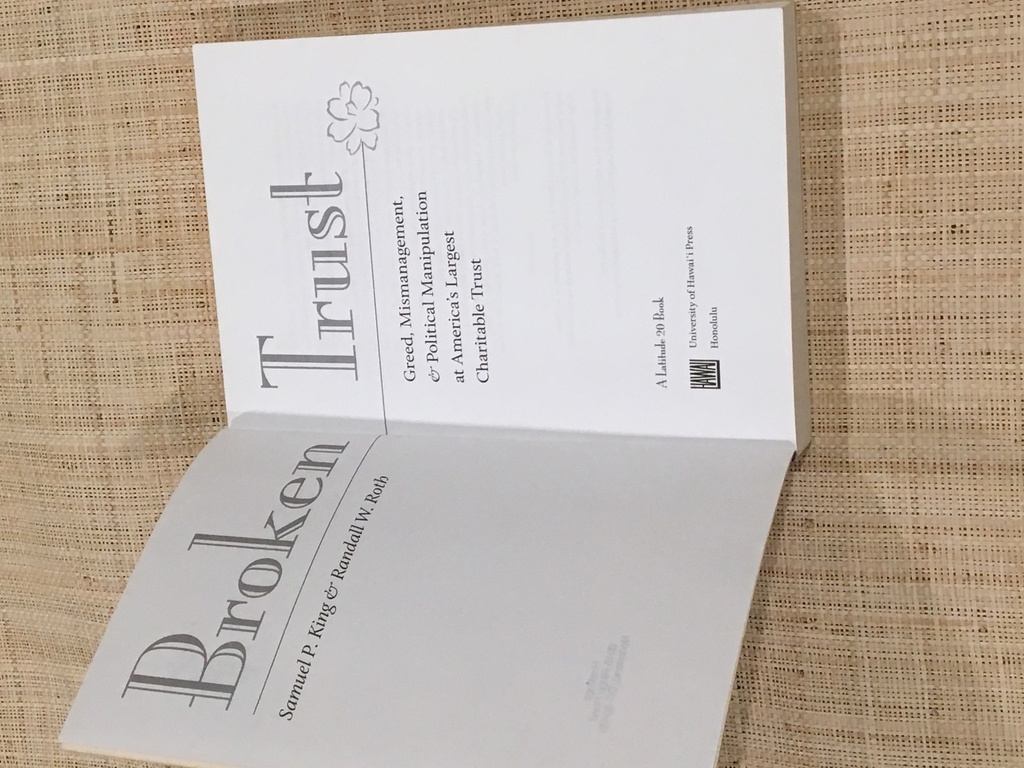 Broken Trust
Samuel P. King & Randall W. Roth
Greed, Mismanagement,
& Political Manipulation
at America's Largest
Charitable Trust
A Latitude 20 Book
HAWAI
University of Hawai'i Press
Honolulu